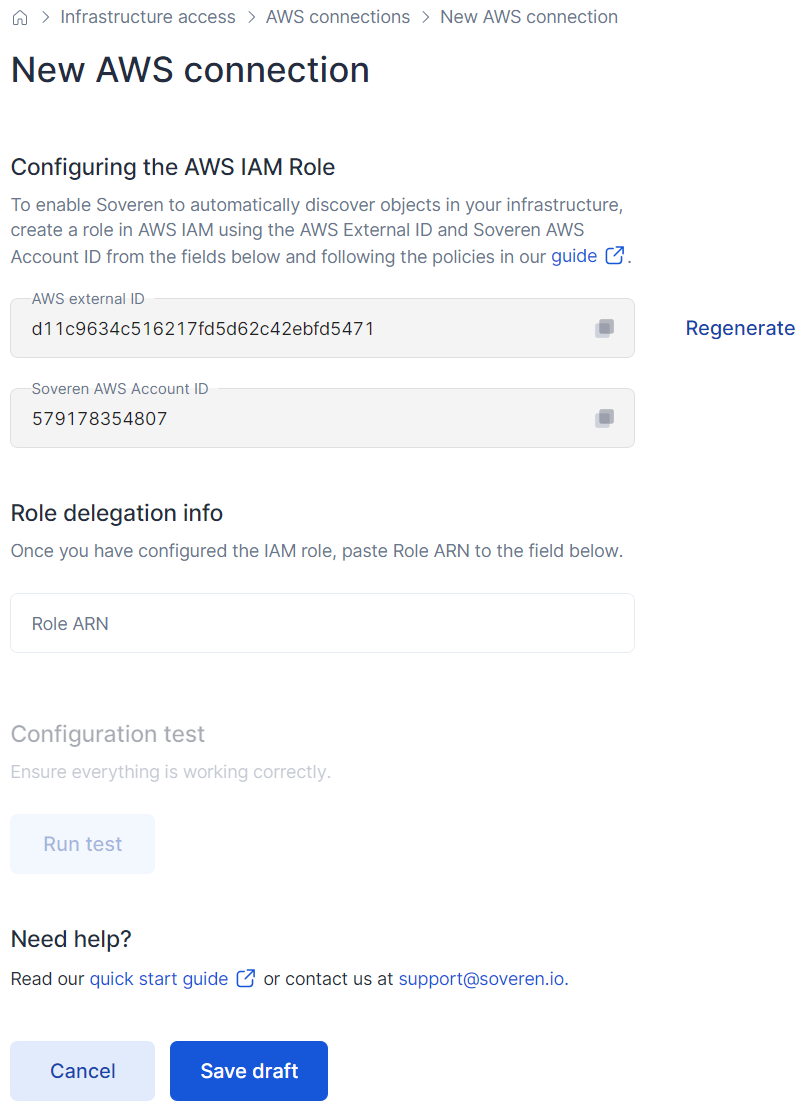 Infrastructure access > AWS connections > New AWS connection
New AWS connection
Configuring the AWS IAM Role
To enable Soveren to automatically discover objects in your infrastructure,
create a role in AWS IAM using the AWS External ID and Soveren AWS
Account ID from the fields below and following the policies in our guide.
AWS external ID
d11c9634c516217fd5d62c42ebfd5471
Regenerate
Soveren AWS Account ID
579178354807
Role delegation info
Once you have configured the IAM role, paste Role ARN to the field below.
Role ARN
Configuration test
Ensure everything is working correctly.
Run test
Need help?
Read our quick start guide or contact us at support@soveren.io.
Cancel
Save draft